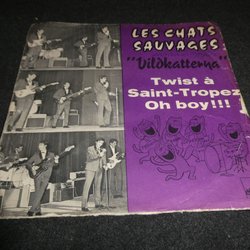 LES CHATS
SAUVAGES
"Vildkatterna"
Twist à
Saint-Tropez
Oh boy!!!